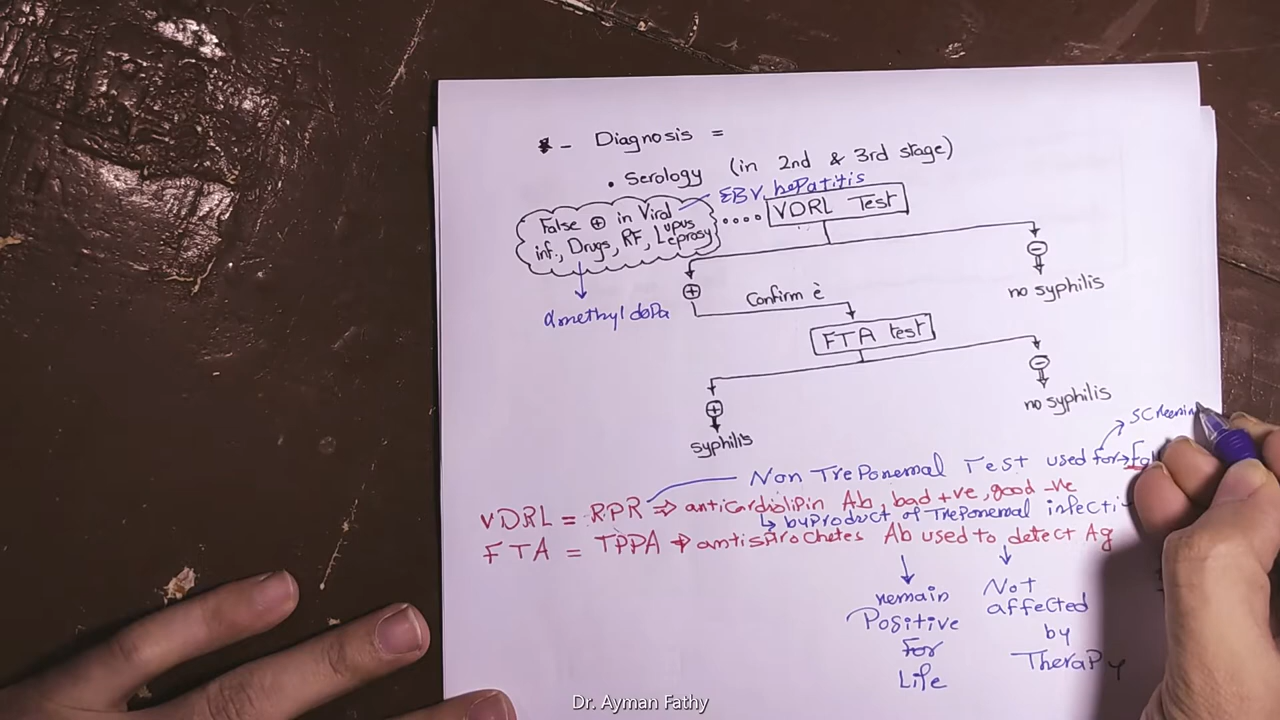 *- Diagnosis =
• Serology (in 2nd & 3rd stage)
EBV, hepatitis
False ⊕ in Viral
inf., Drugs, RF, Lupus
Leprosy
VDRL Test
αmethyl doPa
⊕
⊖
no syphilis
Confirm è
FTA test
⊕
⊖
syphilis
no syphilis
Screenin
Non TrePonemal Test used for→
VDRL = RPR ⇒ anticardiolipin Ab, bad +ve, good -ve
↳ byProduct of TrePonemal infecti
FTA = TPPA → antispirochetes Ab used to detect Ag
remain
Positive
For
Life
Not
affected
by
TheraPy
Dr. Ayman Fathy